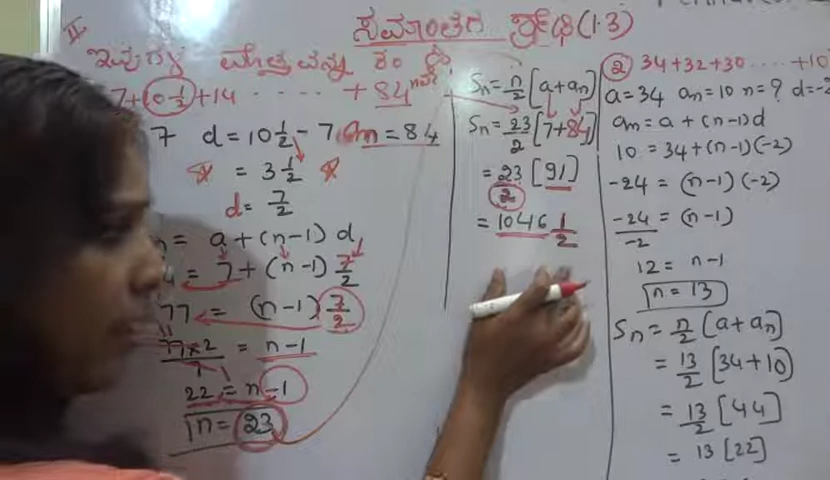 II
ಸಮಾಂತರ ಶ್ರೇಢಿ (1.3)
7+10½+14 ..... + 84
7 d = 10½ - 7 an = 84
= 3½
d = 7/2
= a+(n-1) d
= 7+(n-1) 7/2
77 = (n-1) 7/2
77×2/7 = n-1
22 = n-1
n = 23
Sn = n/2 [a+an]
Sn = 23/2 [7+84]
= 23/2 [91]
= 1046 1/2
② 34+32+30 .... +10
a=34 an=10 n=? d=-2
an = a+(n-1)d
10 = 34+(n-1)(-2)
-24 = (n-1)(-2)
-24/-2 = (n-1)
12 = n-1
n = 13
Sn = n/2 (a+an)
= 13/2 [34+10]
= 13/2 [44]
= 13 [22]